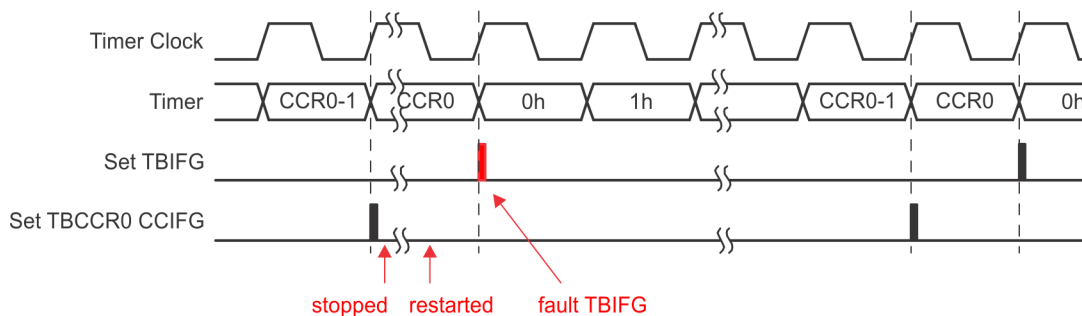 Timer Clock
Timer CCR0-1 CCR0 0h 1h CCR0-1 CCR0 0h
Set TBIFG
Set TBCCR0 CCIFG
stopped restarted fault TBIFG